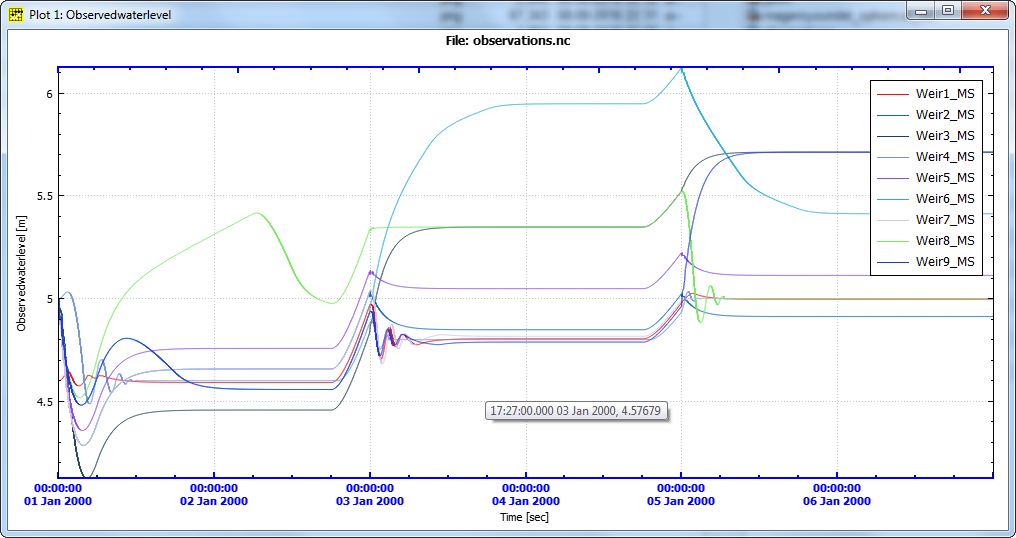 Plot 1: Observedwaterlevel
File: observations.nc
6
5.5
5
4.5
Observedwaterlevel [m]
Weir1_MS
Weir2_MS
Weir3_MS
Weir4_MS
Weir5_MS
Weir6_MS
Weir7_MS
Weir8_MS
Weir9_MS
17:27:00.000 03 Jan 2000, 4.57679
00:00:00 00:00:00 00:00:00 00:00:00 00:00:00 00:00:00
01 Jan 2000 02 Jan 2000 03 Jan 2000 04 Jan 2000 05 Jan 2000 06 Jan 2000
Time [sec]